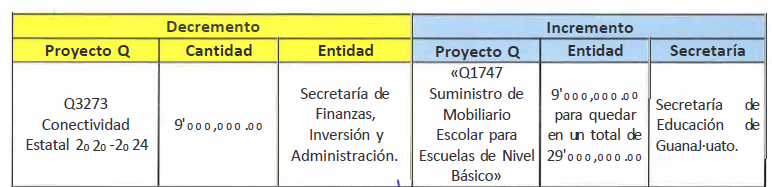 Decremento
Incremento
Proyecto Q
Cantidad
Entidad
Proyecto Q
Entidad
Secretaría
Q3273
Conectividad
Estatal 2020-2024
9'000,000.00
Secretaría de
Finanzas,
Inversión y
Administración.
«Q1747
Suministro de
Mobiliario
Escolar para
Escuelas de Nivel
Básico»
9'000,000.00
para quedar
en un total de
29'000,000.00
Secretaría de
Educación de
GuanaJ·uato.